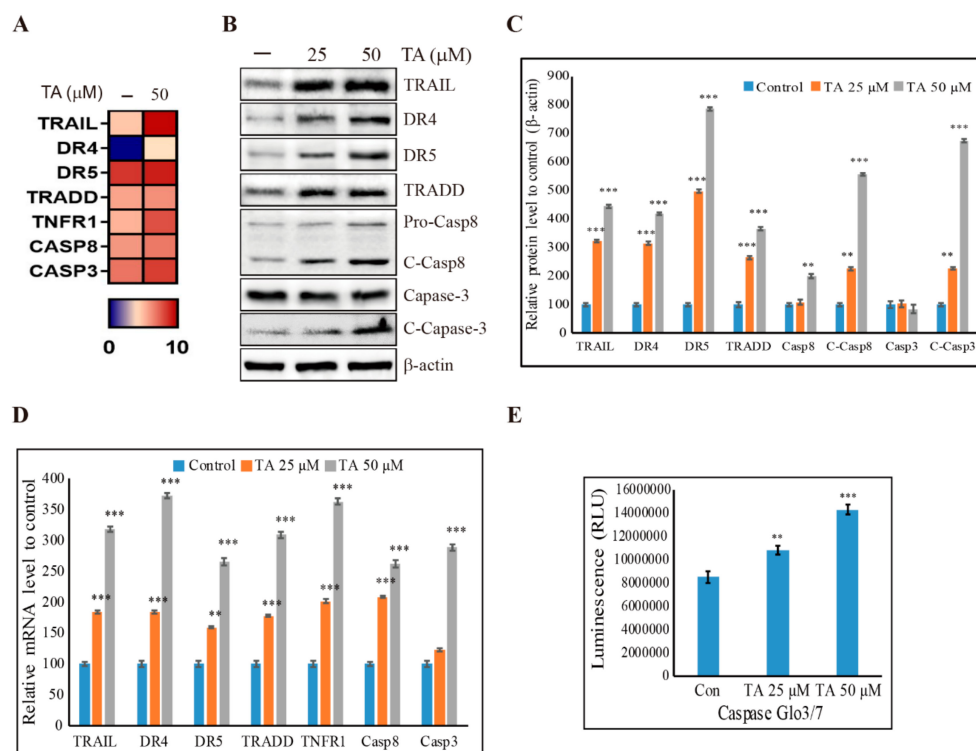 A
TA (μM)
– 50
TRAIL
DR4
DR5
TRADD
TNFR1
CASP8
CASP3
0 10
B
– 25 50 TA (μM)
TRAIL
DR4
DR5
TRADD
Pro-Casp8
C-Casp8
Capase-3
C-Capase-3
β-actin
C
Relative protein level to control (β- actin)
Control TA 25 μM TA 50 μM
900
800
700
600
500
400
300
200
100
0
*** ***
*** ***
*** ***
*** ***
**
** ***
** ***
TRAIL DR4 DR5 TRADD Casp8 C-Casp8 Casp3 C-Casp3
D
Relative mRNA level to control
Control TA 25 μM TA 50 μM
400
350
300
250
200
150
100
50
0
*** ***
*** ***
** ***
*** ***
*** ***
*** ***
***
TRAIL DR4 DR5 TRADD TNFR1 Casp8 Casp3
E
Luminescence (RLU)
16000000
14000000
12000000
10000000
8000000
6000000
4000000
2000000
0
** ***
Con TA 25 μM TA 50 μM
Caspase Glo3/7